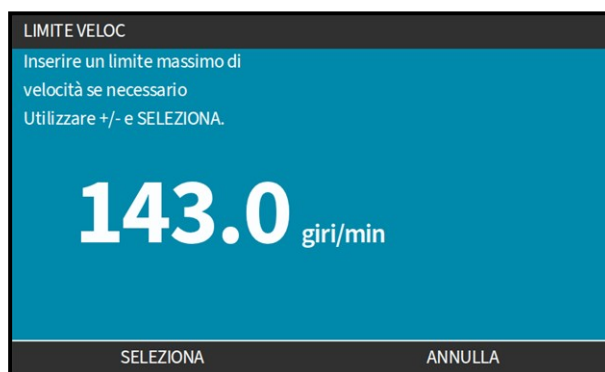 LIMITE VELOC
Inserire un limite massimo di
velocità se necessario
Utilizzare +/- e SELEZIONA.
143.0 giri/min
SELEZIONA ANNULLA